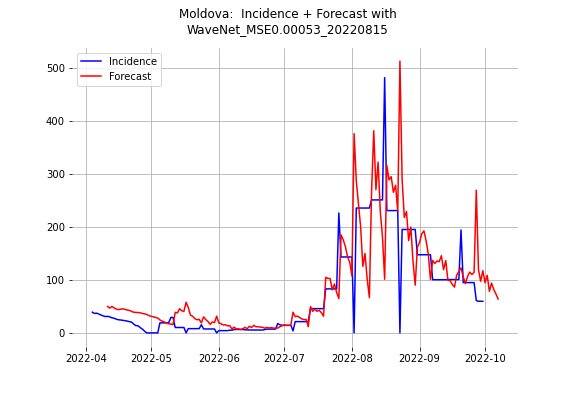 Moldova:  Incidence + Forecast with
WaveNet_MSE0.00053_20220815
Incidence
Forecast
500
400
300
200
100
0
2022-04 2022-05 2022-06 2022-07 2022-08 2022-09 2022-10